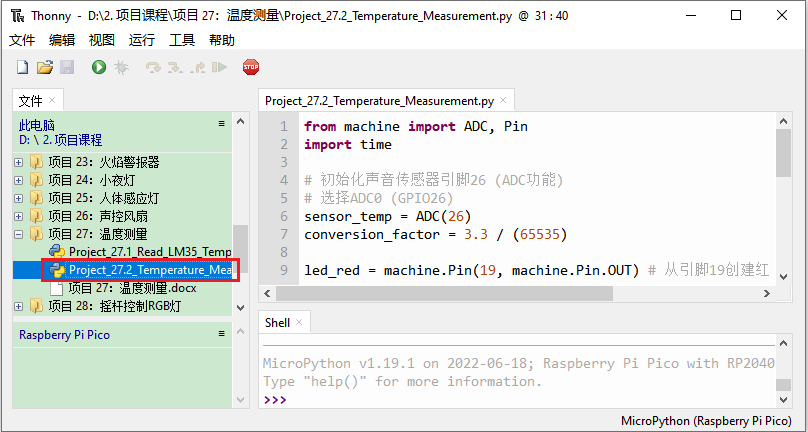 Thonny - D:\2.项目课程\项目 27：温度测量\Project_27.2_Temperature_Measurement.py @ 31 : 40
文件 编辑 视图 运行 工具 帮助
STOP
文件 ×
此电脑
D: \ 2.项目课程
项目 23：火焰警报器
项目 24：小夜灯
项目 25：人体感应灯
项目 26：声控风扇
项目 27：温度测量
Project_27.1_Read_LM35_Temp
Project_27.2_Temperature_Mea
项目 27：温度测量.docx
项目 28：摇杆控制RGB灯
Raspberry Pi Pico
Project_27.2_Temperature_Measurement.py ×
1 from machine import ADC, Pin
2 import time
3
4 # 初始化声音传感器引脚26 (ADC功能)
5 # 选择ADC0 (GPIO26)
6 sensor_temp = ADC(26)
7 conversion_factor = 3.3 / (65535)
8
9 led_red = machine.Pin(19, machine.Pin.OUT) # 从引脚19创建红
Shell ×
MicroPython v1.19.1 on 2022-06-18; Raspberry Pi Pico with RP2040
Type "help()" for more information.
>>>
MicroPython (Raspberry Pi Pico)